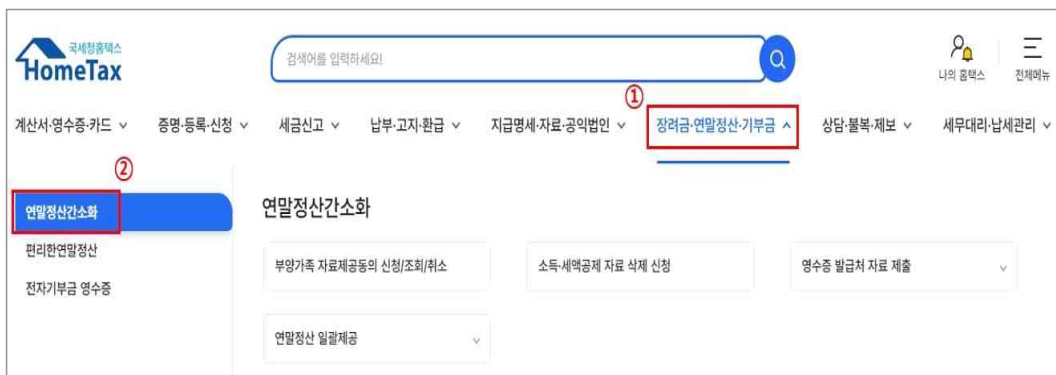 국세청홈택스
HomeTax
검색어를 입력하세요!
나의 홈택스
전체메뉴
①
계산서·영수증·카드
증명·등록·신청
세금신고
납부·고지·환급
지급명세·자료·공익법인
장려금·연말정산·기부금
상담·불복·제보
세무대리·납세관리
②
연말정산간소화
편리한연말정산
전자기부금 영수증
연말정산간소화
부양가족 자료제공동의 신청/조회/취소
소득·세액공제 자료 삭제 신청
영수증 발급처 자료 제출
연말정산 일괄제공